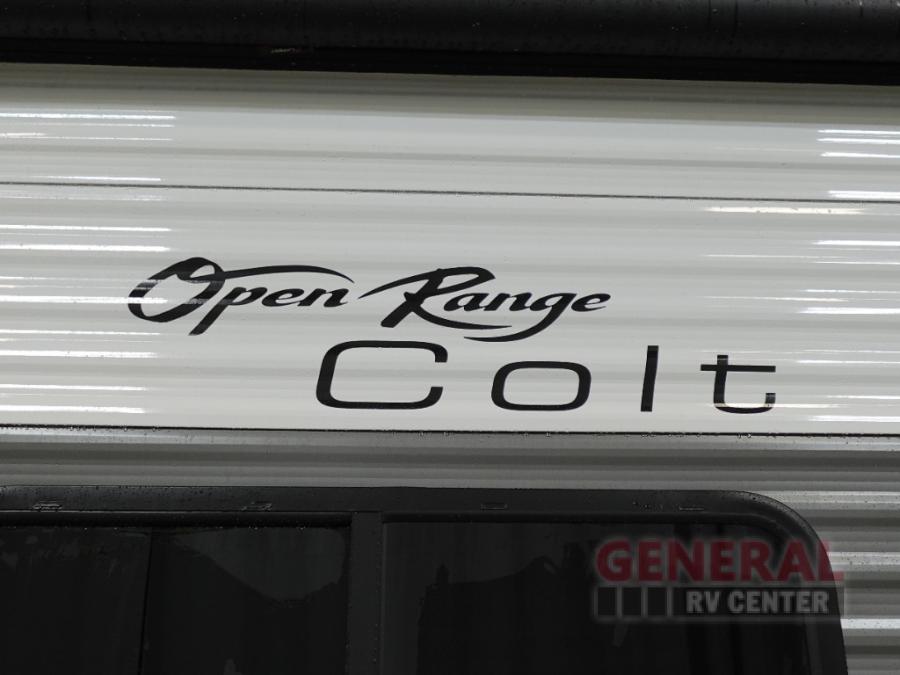 Open Range
Colt
GENERAL
RV CENTER